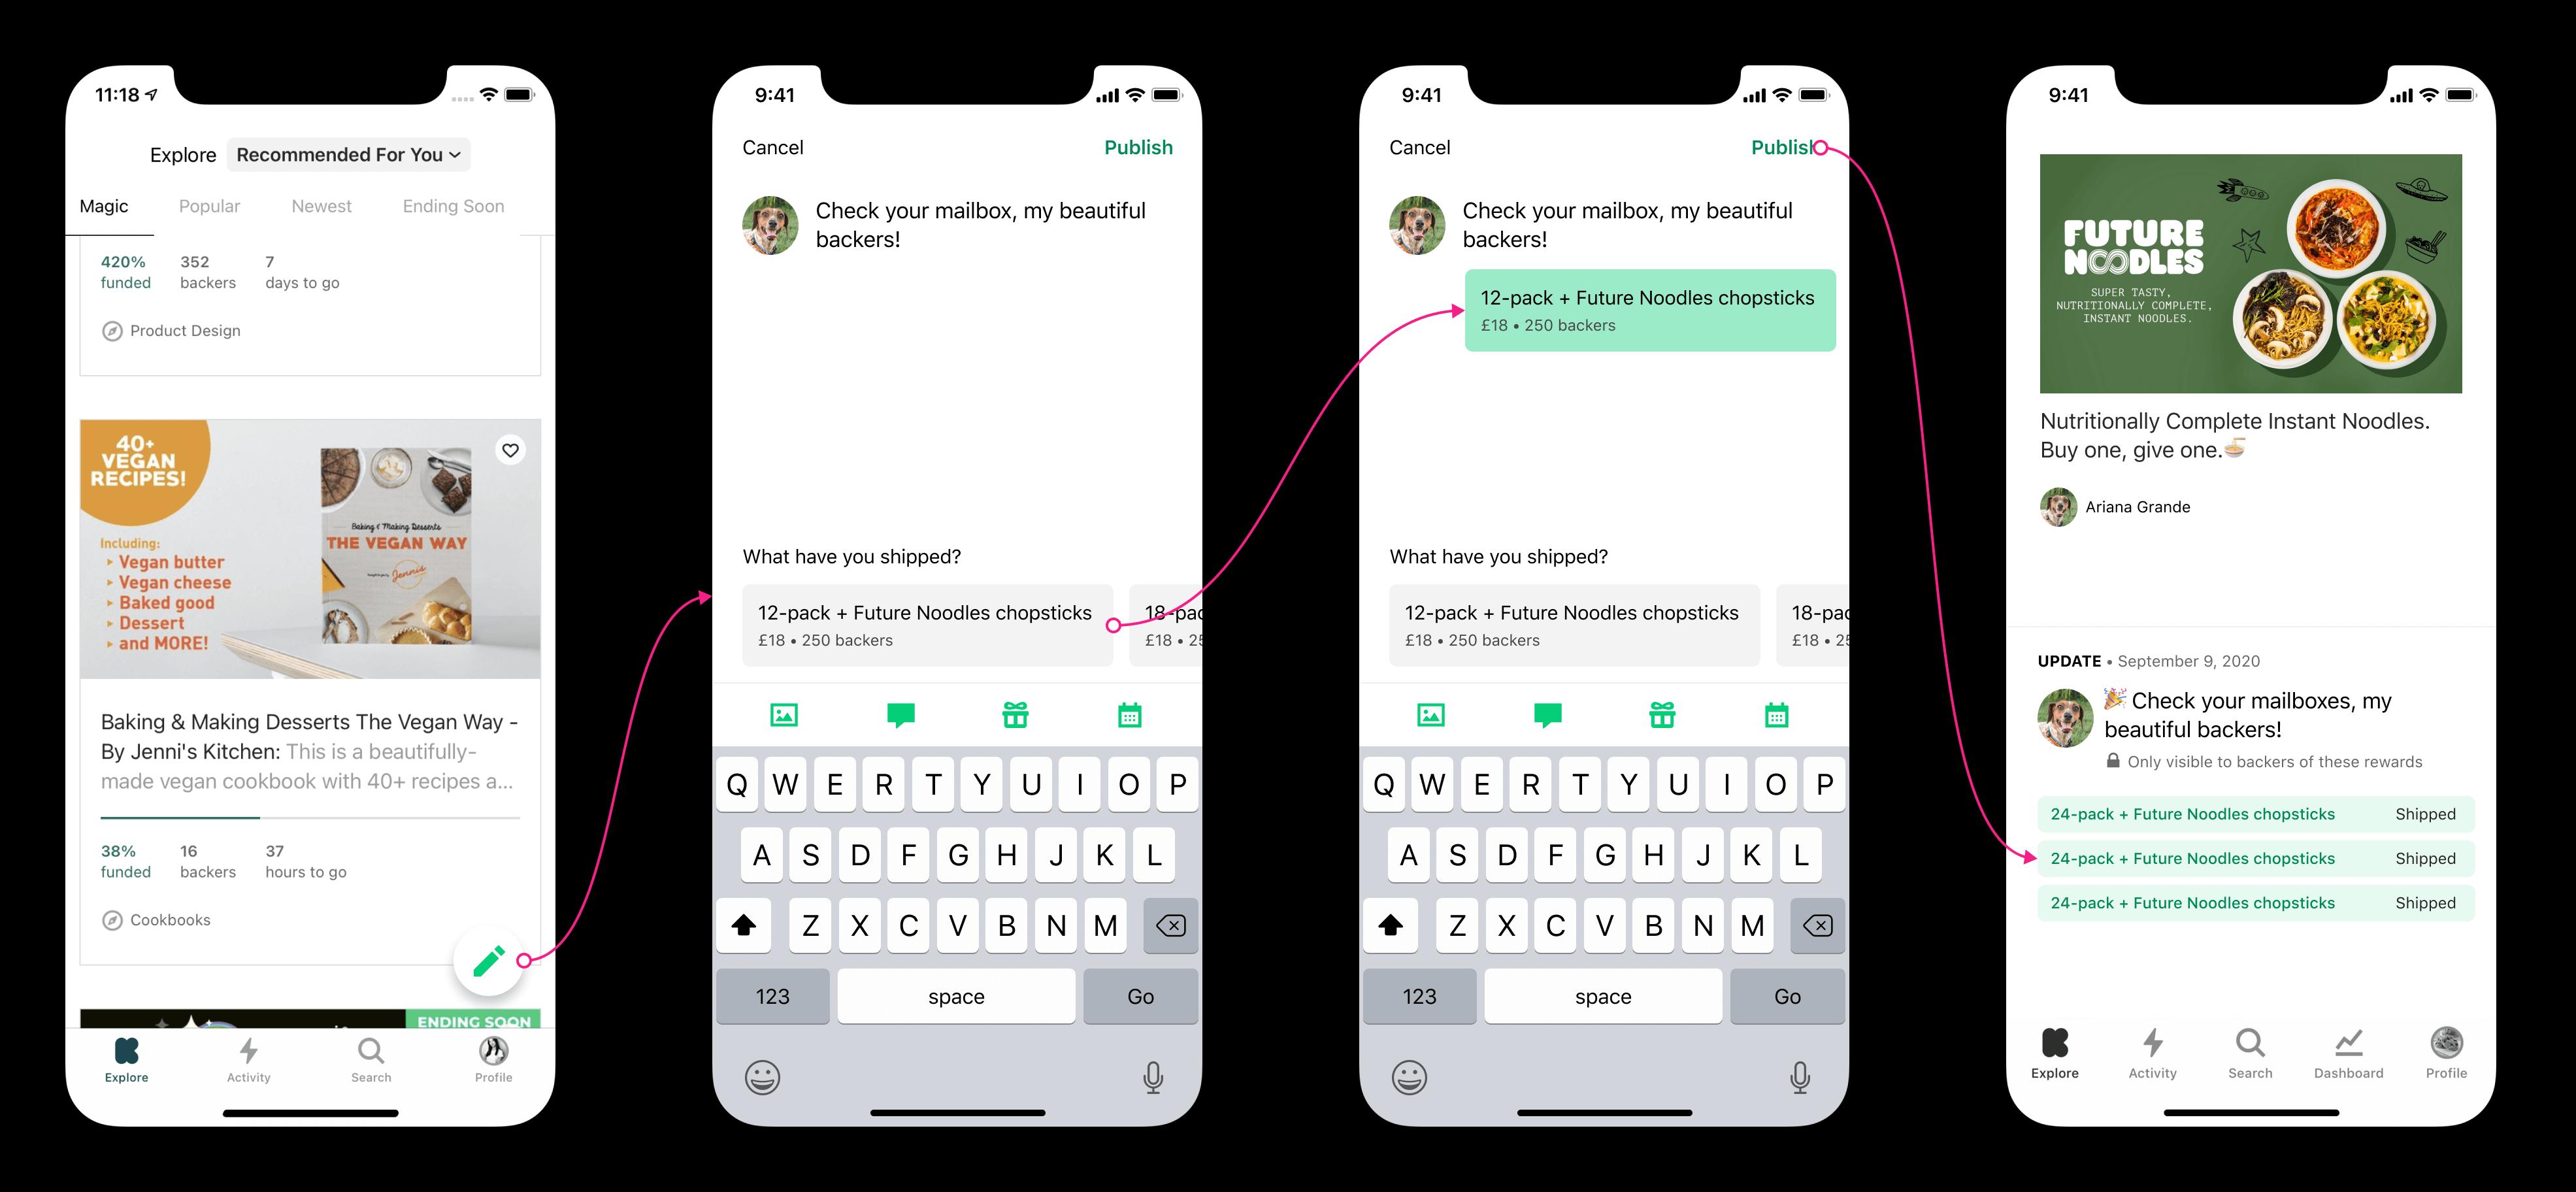 11:18
Explore Recommended For You
Magic Popular Newest Ending Soon
420% 352 7
funded backers days to go
Product Design
40+
VEGAN
RECIPES!
Including:
Vegan butter
Vegan cheese
Baked good
Dessert
and MORE!
Baking & Making Desserts
THE VEGAN WAY
Jennis
Baking & Making Desserts The Vegan Way -
By Jenni's Kitchen: This is a beautifully-
made vegan cookbook with 40+ recipes a...
38% 16 37
funded backers hours to go
Cookbooks
ENDING SOON
Explore Activity Search Profile
9:41
Cancel Publish
Check your mailbox, my beautiful
backers!
What have you shipped?
12-pack + Future Noodles chopsticks 18-pac
£18 • 250 backers £18 • 25
Q W E R T Y U I O P
A S D F G H J K L
Z X C V B N M
123 space Go
9:41
Cancel Publish
Check your mailbox, my beautiful
backers!
12-pack + Future Noodles chopsticks
£18 • 250 backers
What have you shipped?
12-pack + Future Noodles chopsticks 18-pac
£18 • 250 backers £18 • 25
Q W E R T Y U I O P
A S D F G H J K L
Z X C V B N M
123 space Go
9:41
FUTURE
NOODLES
SUPER TASTY,
NUTRITIONALLY COMPLETE,
INSTANT NOODLES.
Nutritionally Complete Instant Noodles.
Buy one, give one.🍜
Ariana Grande
UPDATE • September 9, 2020
🎉 Check your mailboxes, my
beautiful backers!
Only visible to backers of these rewards
24-pack + Future Noodles chopsticks Shipped
24-pack + Future Noodles chopsticks Shipped
24-pack + Future Noodles chopsticks Shipped
Explore Activity Search Dashboard Profile